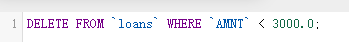 1 DELETE FROM `loans` WHERE `AMNT` < 3000.0;